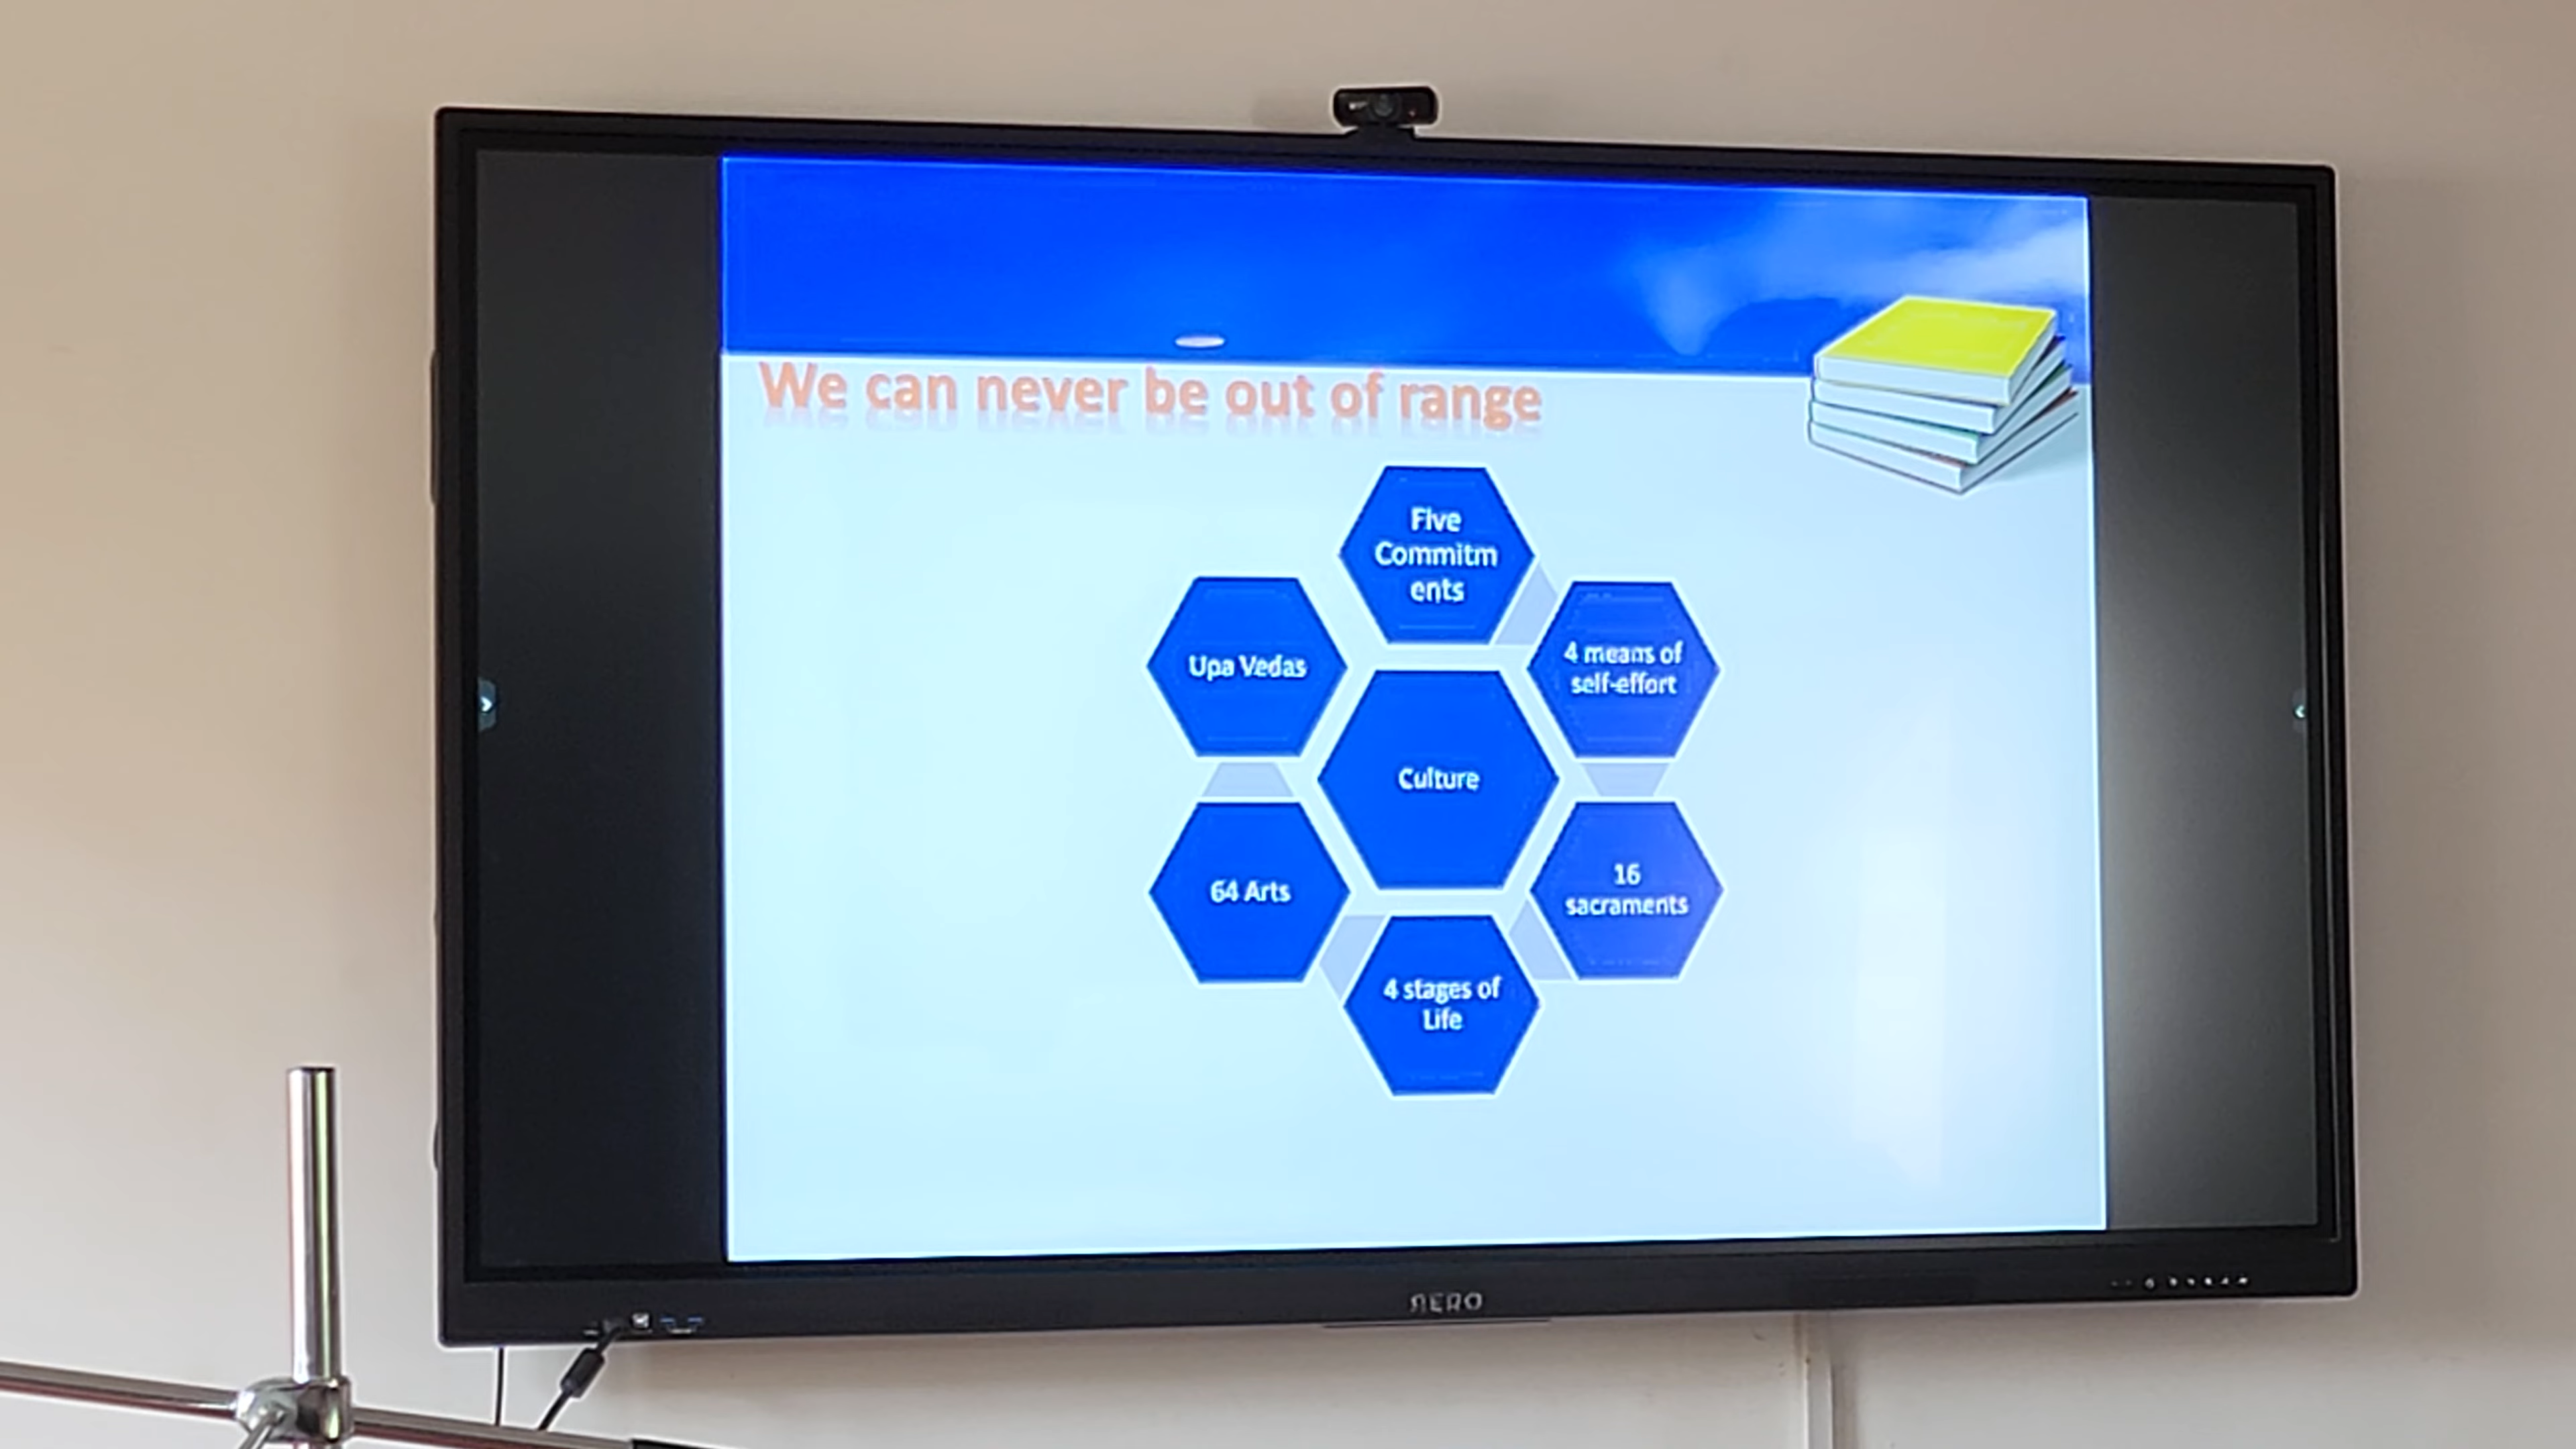 We can never be out of range
Five
Commitm
ents
4 means of
self-effort
16
sacraments
4 stages of
Life
64 Arts
Upa Vedas
Culture
AERO